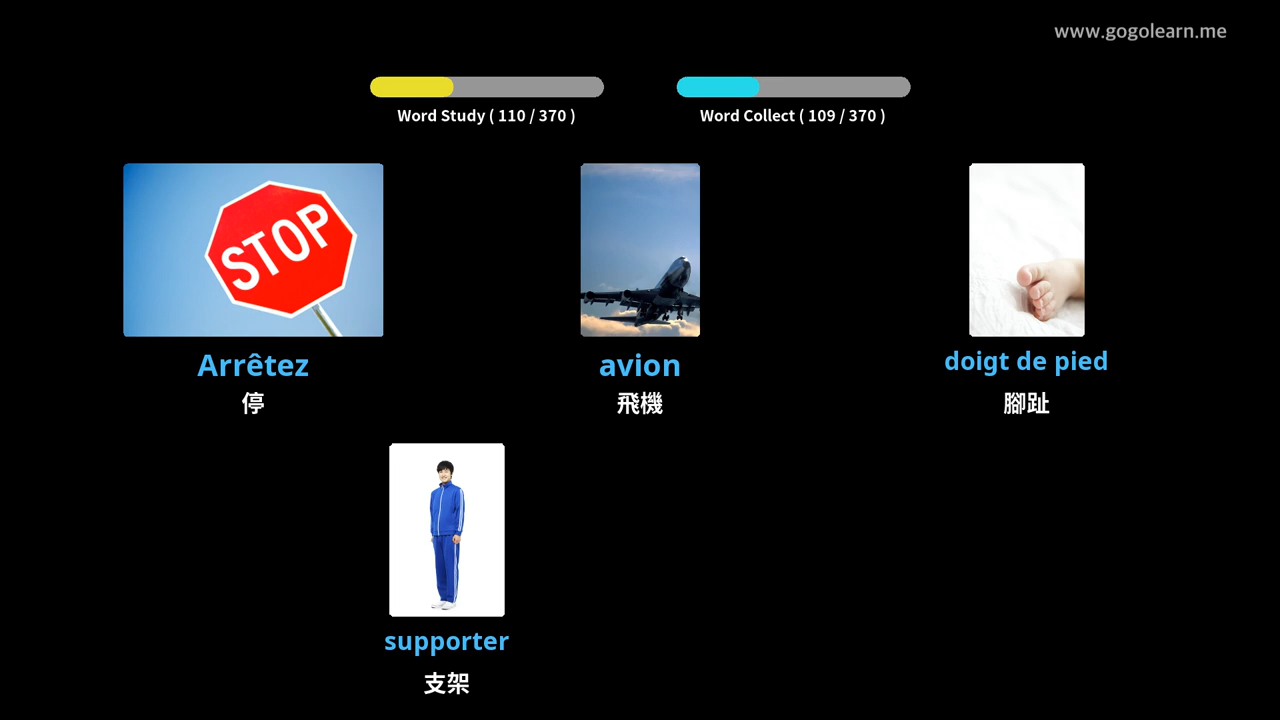 www.gogolearn.me
Word Study ( 110 / 370 )
Word Collect ( 109 / 370 )
STOP
Arrêtez
停
avion
飛機
doigt de pied
腳趾
supporter
支架